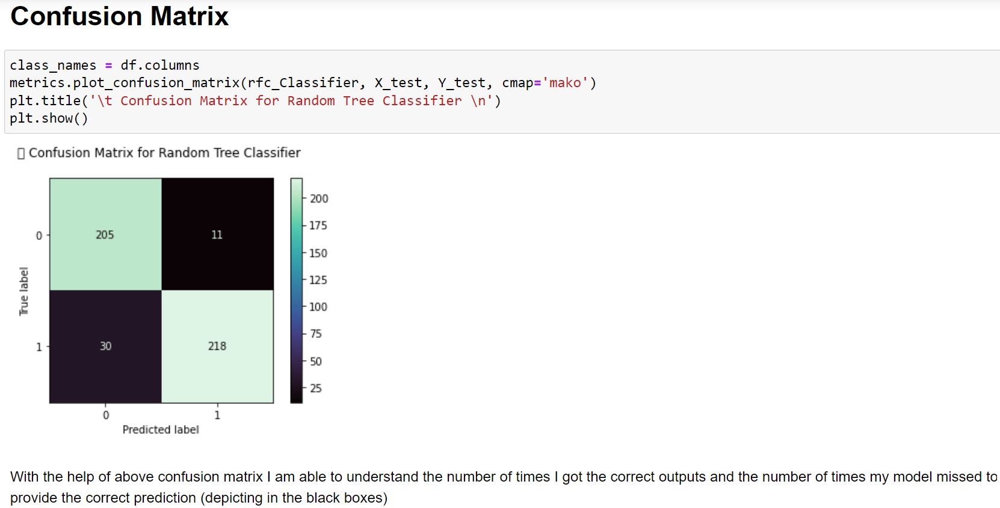 Confusion Matrix
class_names = df.columns
metrics.plot_confusion_matrix(rfc_Classifier, X_test, Y_test, cmap='mako')
plt.title('\t Confusion Matrix for Random Tree Classifier \n')
plt.show()
▯ Confusion Matrix for Random Tree Classifier
200
175
150
125
100
75
50
25
0
205 11
True label
1
30 218
0 1
Predicted label
With the help of above confusion matrix I am able to understand the number of times I got the correct outputs and the number of times my model missed to
provide the correct prediction (depicting in the black boxes)